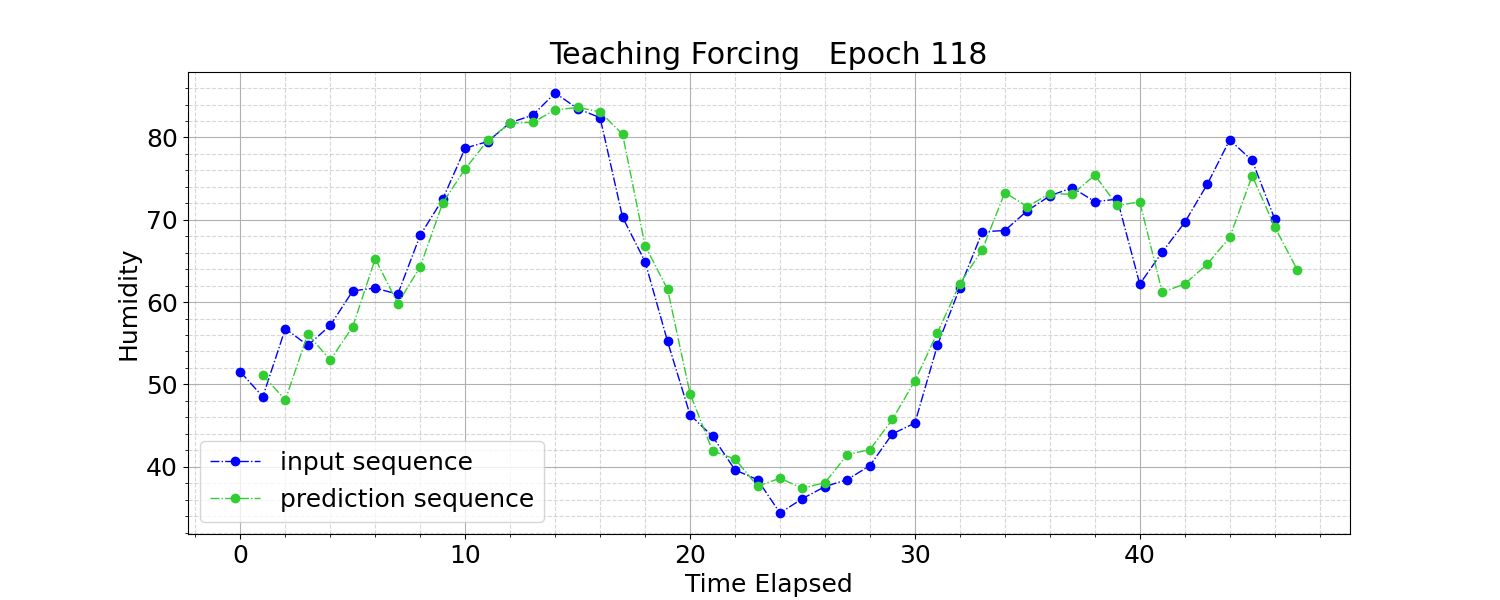 Teaching Forcing   Epoch 118
Humidity
80
70
60
50
40
input sequence
prediction sequence
0 10 20 30 40
Time Elapsed